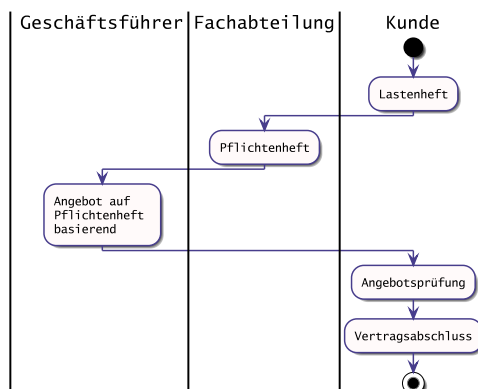 Geschäftsführer
Fachabteilung
Kunde
Lastenheft
Pflichtenheft
Angebot auf
Pflichtenheft
basierend
Angebotsprüfung
Vertragsabschluss